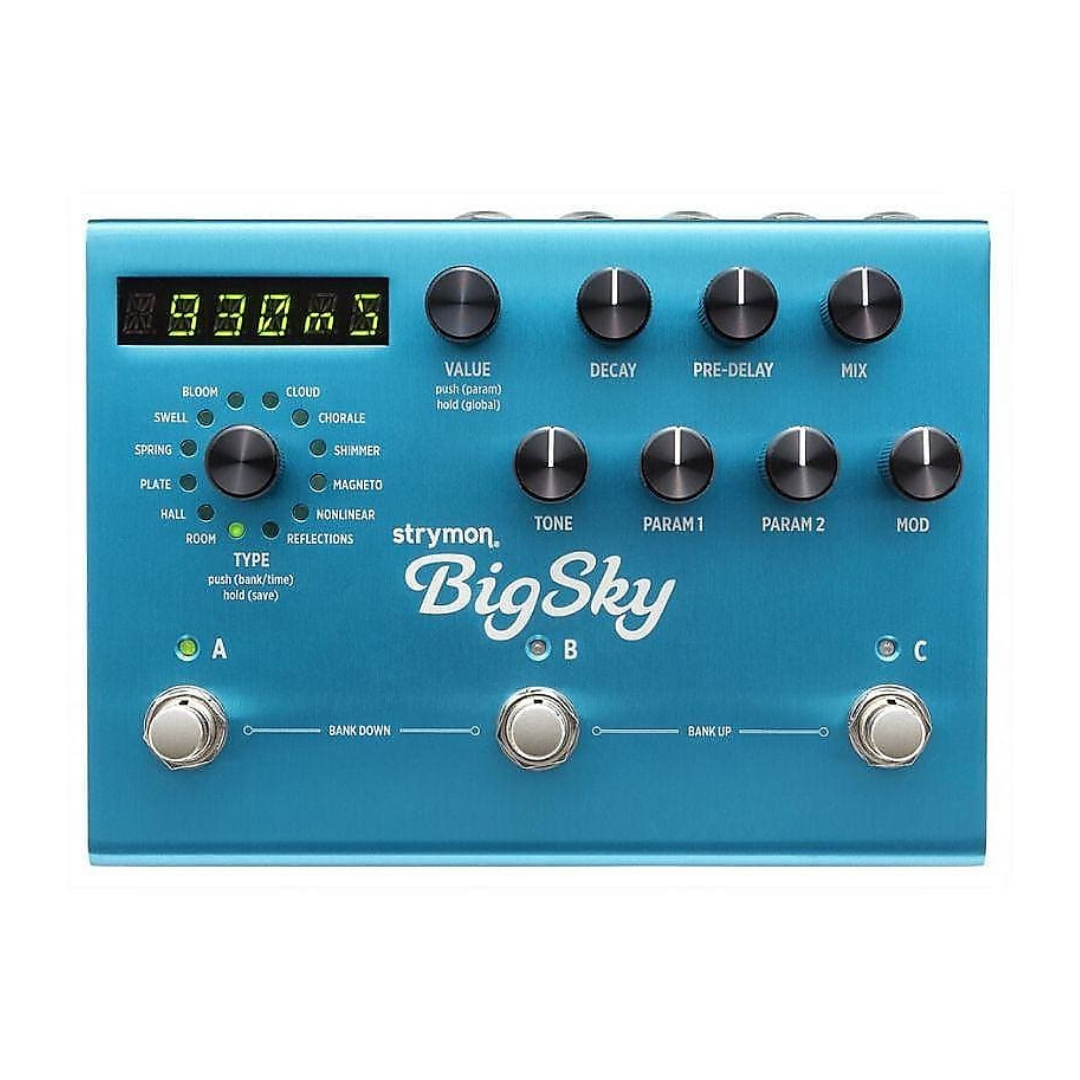 930mS
VALUE
push (param)
hold (global)
DECAY
PRE-DELAY
MIX
BLOOM
CLOUD
SWELL
CHORALE
SPRING
SHIMMER
PLATE
MAGNETO
HALL
NONLINEAR
ROOM
REFLECTIONS
TYPE
push (bank/time)
hold (save)
TONE
PARAM 1
PARAM 2
MOD
strymon®
BigSky
A
B
C
BANK DOWN
BANK UP